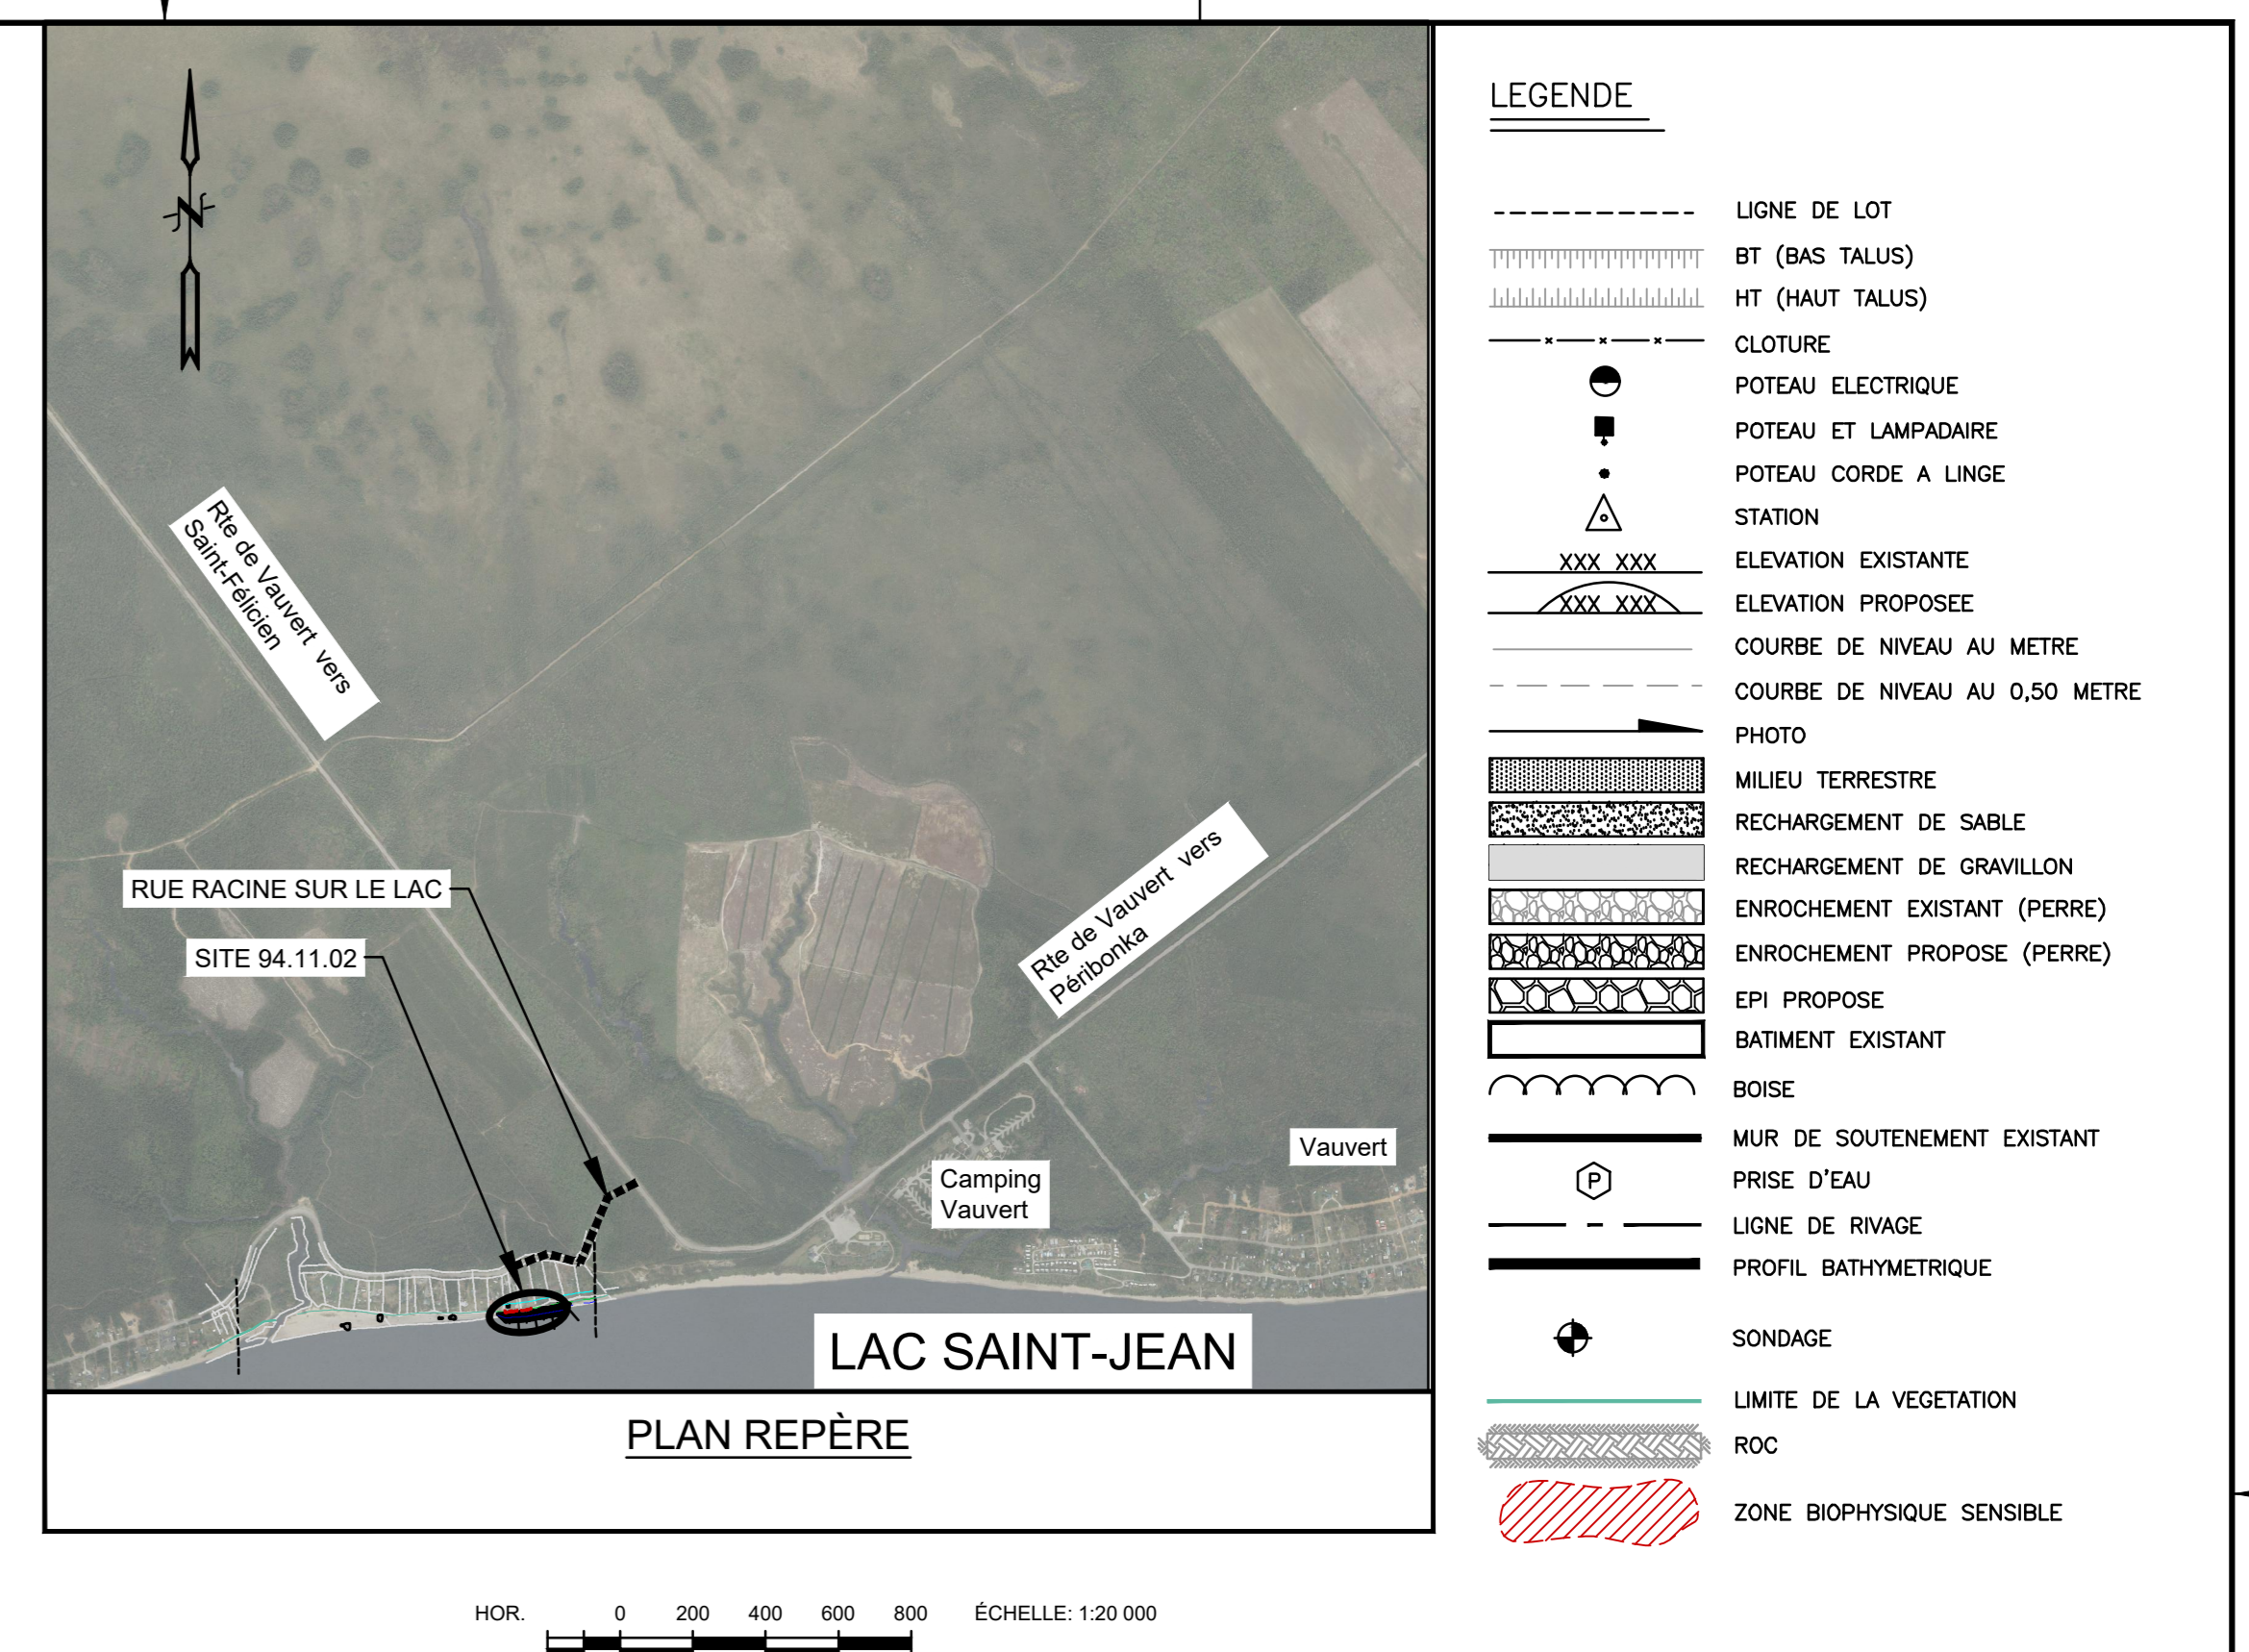 N
Rte de Vauvert vers
Saint-Félicien
RUE RACINE SUR LE LAC
SITE 94.11.02
Rte de Vauvert vers
Péribonka
Vauvert
Camping
Vauvert
LAC SAINT-JEAN
PLAN REPÈRE
HOR. 0 200 400 600 800 ÉCHELLE: 1:20 000
LEGENDE
LIGNE DE LOT
BT (BAS TALUS)
HT (HAUT TALUS)
CLOTURE
POTEAU ELECTRIQUE
POTEAU ET LAMPADAIRE
POTEAU CORDE A LINGE
STATION
XXX XXX ELEVATION EXISTANTE
XXX XXX ELEVATION PROPOSEE
COURBE DE NIVEAU AU METRE
COURBE DE NIVEAU AU 0,50 METRE
PHOTO
MILIEU TERRESTRE
RECHARGEMENT DE SABLE
RECHARGEMENT DE GRAVILLON
ENROCHEMENT EXISTANT (PERRE)
ENROCHEMENT PROPOSE (PERRE)
EPI PROPOSE
BATIMENT EXISTANT
BOISE
MUR DE SOUTENEMENT EXISTANT
P PRISE D'EAU
LIGNE DE RIVAGE
PROFIL BATHYMETRIQUE
SONDAGE
LIMITE DE LA VEGETATION
ROC
ZONE BIOPHYSIQUE SENSIBLE